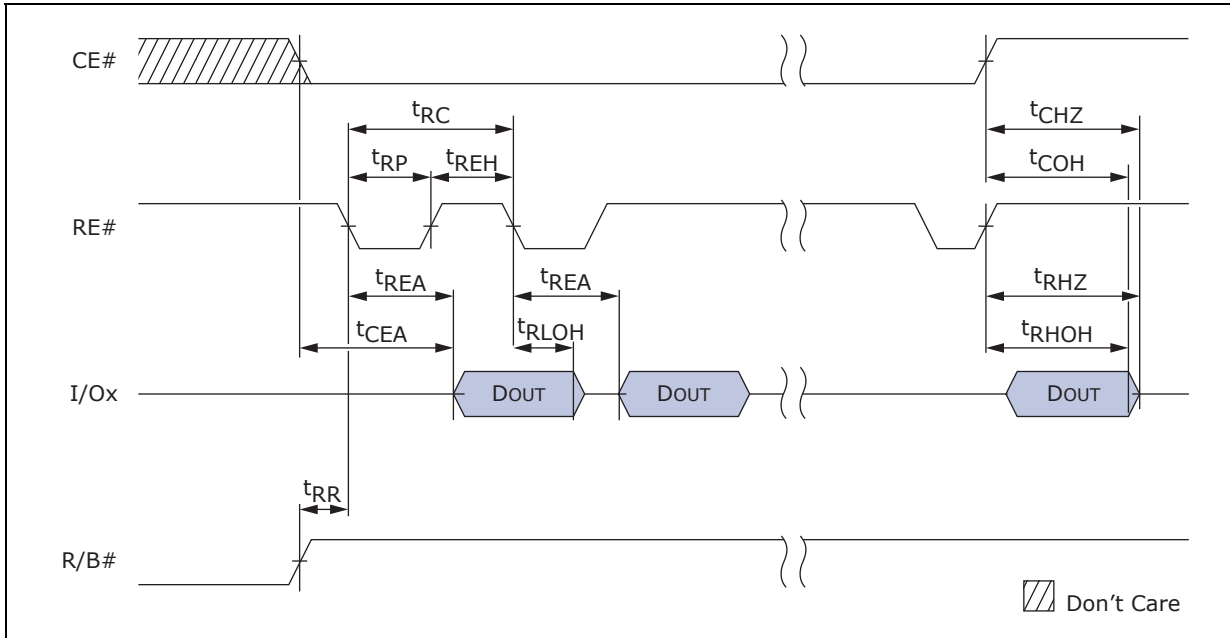 CE#
tRC
tCHZ
tRP
tREH
tCOH
RE#
tREA
tREA
tRHZ
tCEA
tRLOH
tRHOH
I/Ox
DOUT
DOUT
DOUT
tRR
R/B#
Don't Care